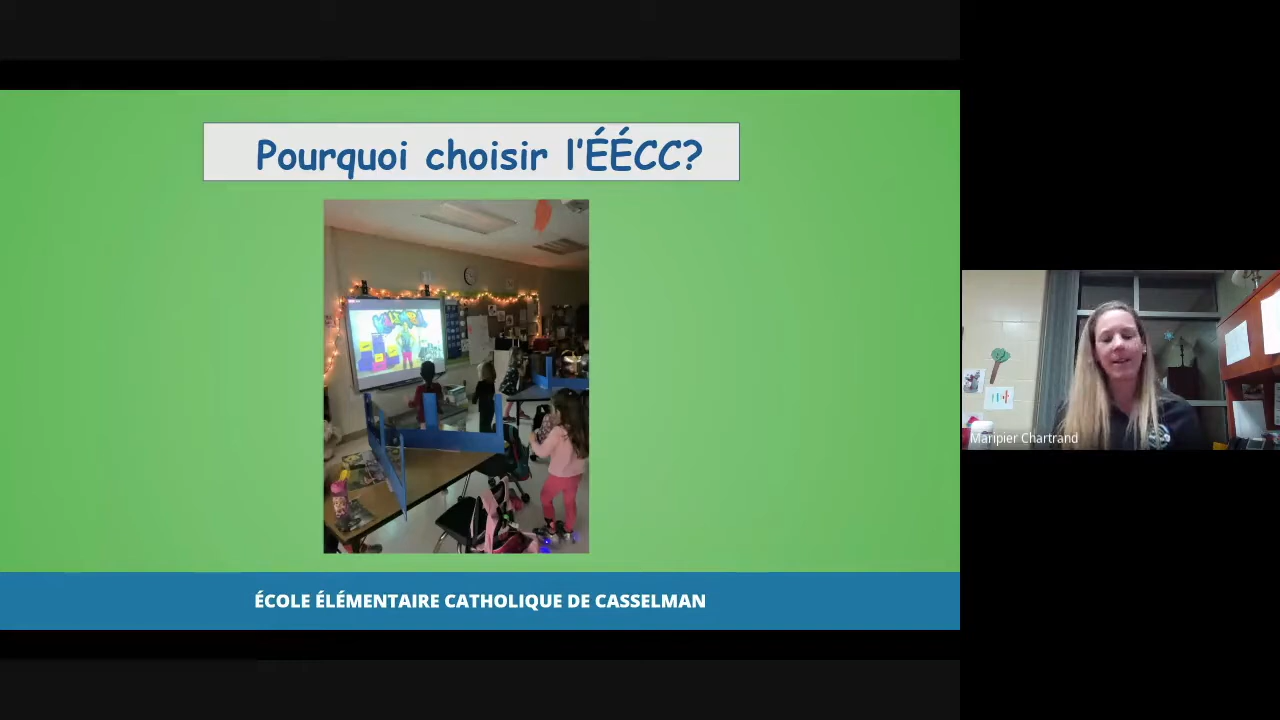 Pourquoi choisir l'ÉÉCC?
ÉCOLE ÉLÉMENTAIRE CATHOLIQUE DE CASSELMAN
Maripier Chartrand